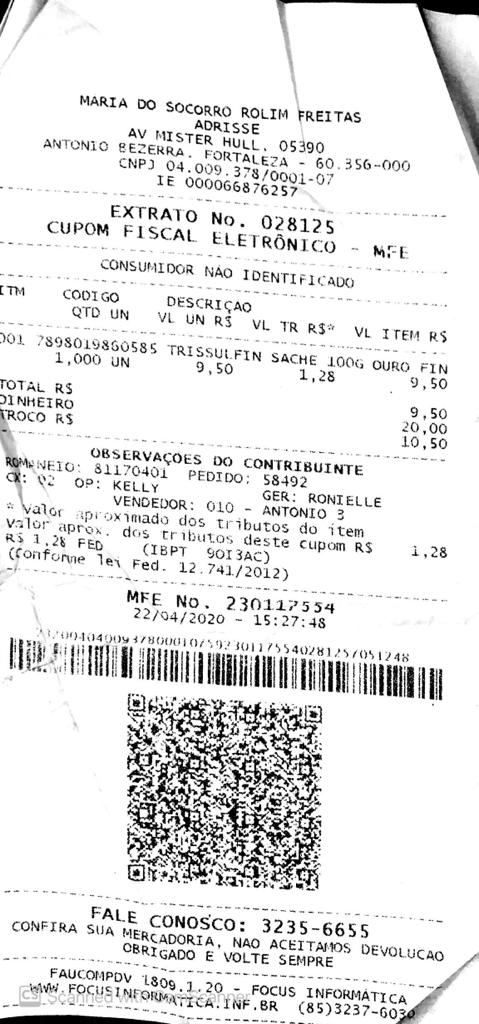 MARIA DO SOCORRO ROLIM FREITAS
ADRISSE
AV MISTER HULL, 05390
ANTONIO BEZERRA, FORTALEZA - 60.356-000
CNPJ 04.009.378/0001-07
IE 000066876257
EXTRATO No. 028125
CUPOM FISCAL ELETRÔNICO - MFE
CONSUMIDOR NÃO IDENTIFICADO
ITM CODIGO DESCRIÇAO
QTD UN VL UN R$ VL TR R$* VL ITEM R$
001 7898019860585 TRISSULFIN SACHE 100G OURO FIN
1,000 UN 9,50 1,28 9,50
TOTAL R$ 9,50
DINHEIRO 20,00
TROCO R$ 10,50
OBSERVAÇOES DO CONTRIBUINTE
ROMANEIO: 81170401 PEDIDO: 58492
CX: 02 OP: KELLY GER: RONIELLE
VENDEDOR: 010 - ANTONIO 3
* Valor aproximado dos tributos do item
Valor aprox. dos tributos deste cupom R$ 1,28
R$ 1,28 FED (IBPT 9OI3AC)
(Conforme lei Fed. 12.741/2012)
MFE No. 230117554
22/04/2020 - 15:27:48
FALE CONOSCO: 3235-6655
CONFIRA SUA MERCADORIA, NAO ACEITAMOS DEVOLUCAO
OBRIGADO E VOLTE SEMPRE
FAUCOMPDV 1809.1.20 - FOCUS INFORMÁTICA
WWW.FOCUSINFORMATICA.INF.BR (85)3237-6030
CS Scanned with CamScanner